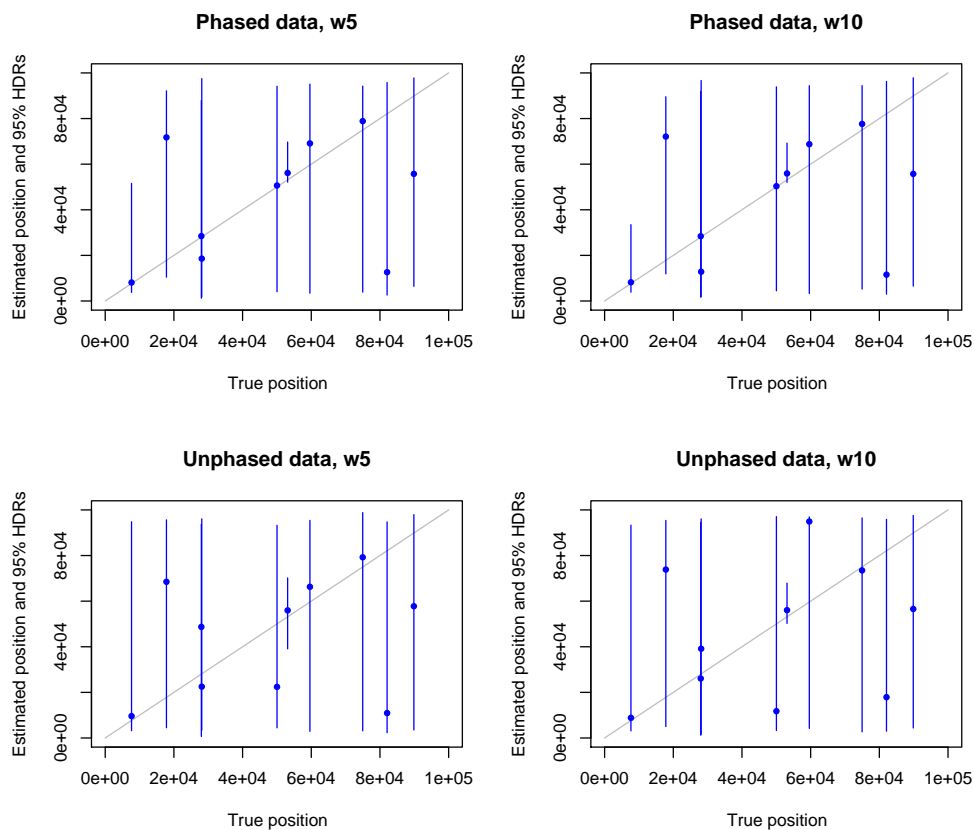 Phased data, w5
Estimated position and 95% HDRs
0e+00
4e+04
8e+04
0e+00 2e+04 4e+04 6e+04 8e+04 1e+05
True position
Phased data, w10
Estimated position and 95% HDRs
0e+00
4e+04
8e+04
0e+00 2e+04 4e+04 6e+04 8e+04 1e+05
True position
Unphased data, w5
Estimated position and 95% HDRs
0e+00
4e+04
8e+04
0e+00 2e+04 4e+04 6e+04 8e+04 1e+05
True position
Unphased data, w10
Estimated position and 95% HDRs
0e+00
4e+04
8e+04
0e+00 2e+04 4e+04 6e+04 8e+04 1e+05
True position